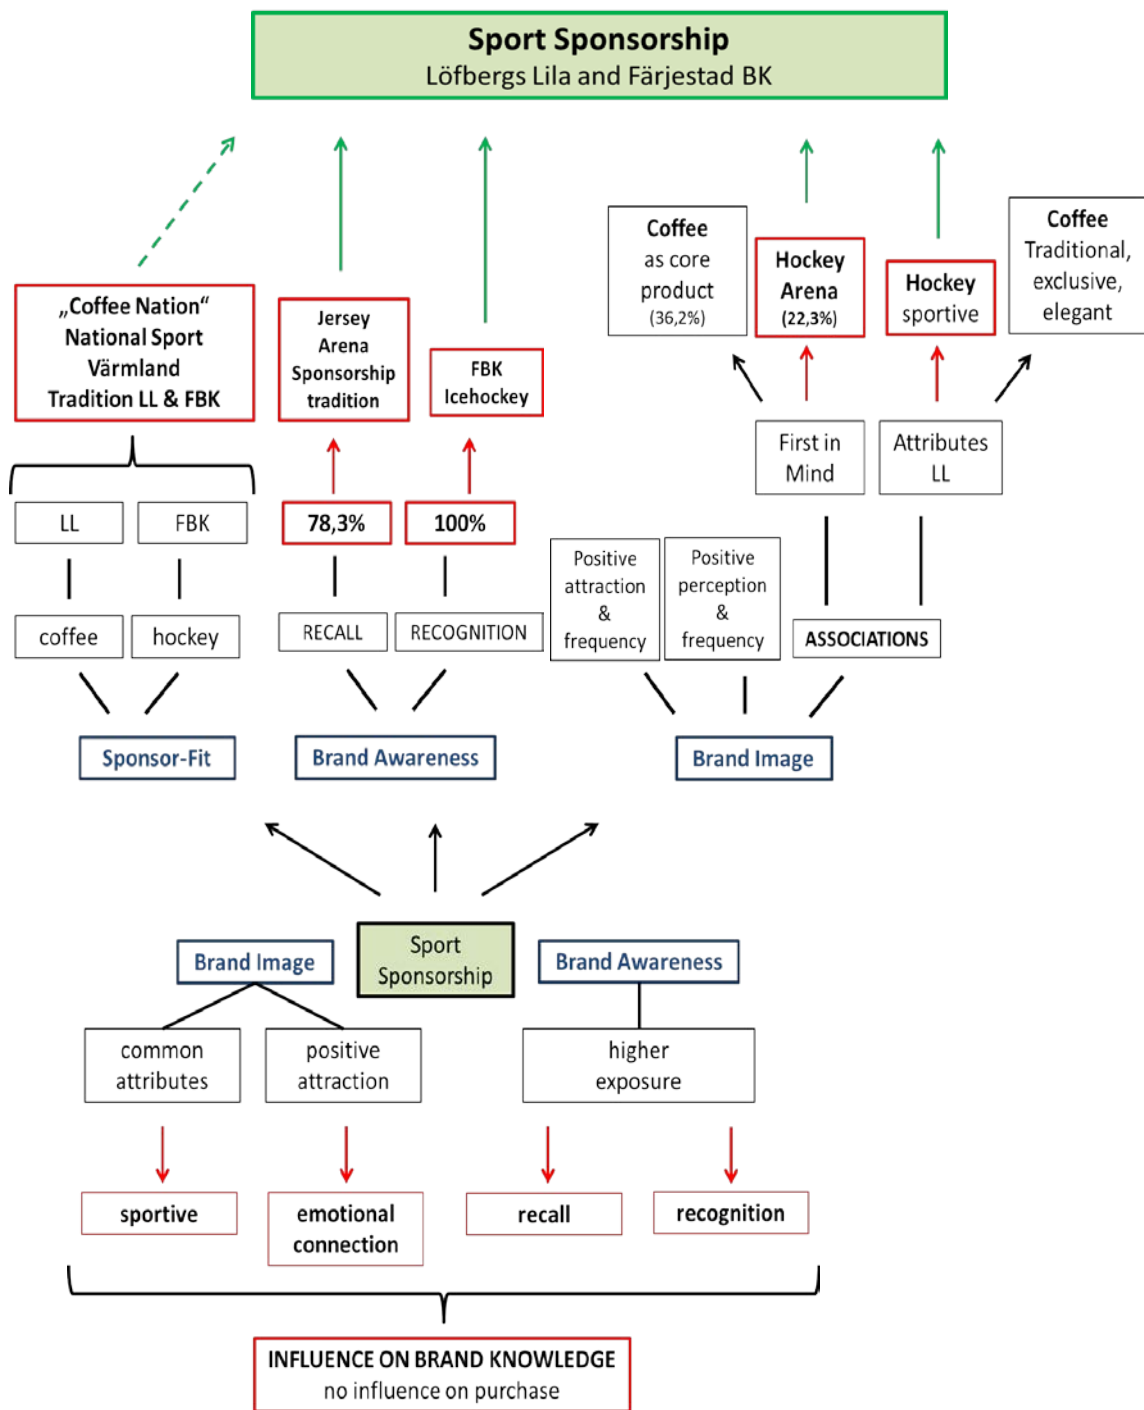 Sport Sponsorship
Löfbergs Lila and Färjestad BK
„Coffee Nation“
National Sport
Värmland
Tradition LL & FBK
Jersey
Arena
Sponsorship
tradition
FBK
Icehockey
Coffee
as core
product
(36,2%)
Hockey
Arena
(22,3%)
Hockey
sportive
Coffee
Traditional,
exclusive,
elegant
First in
Mind
Attributes
LL
LL
FBK
78,3%
100%
Positive
attraction
&
frequency
Positive
perception
&
frequency
coffee
hockey
RECALL
RECOGNITION
ASSOCIATIONS
Sponsor-Fit
Brand Awareness
Brand Image
Brand Image
Sport
Sponsorship
Brand Awareness
common
attributes
positive
attraction
higher
exposure
sportive
emotional
connection
recall
recognition
INFLUENCE ON BRAND KNOWLEDGE
no influence on purchase